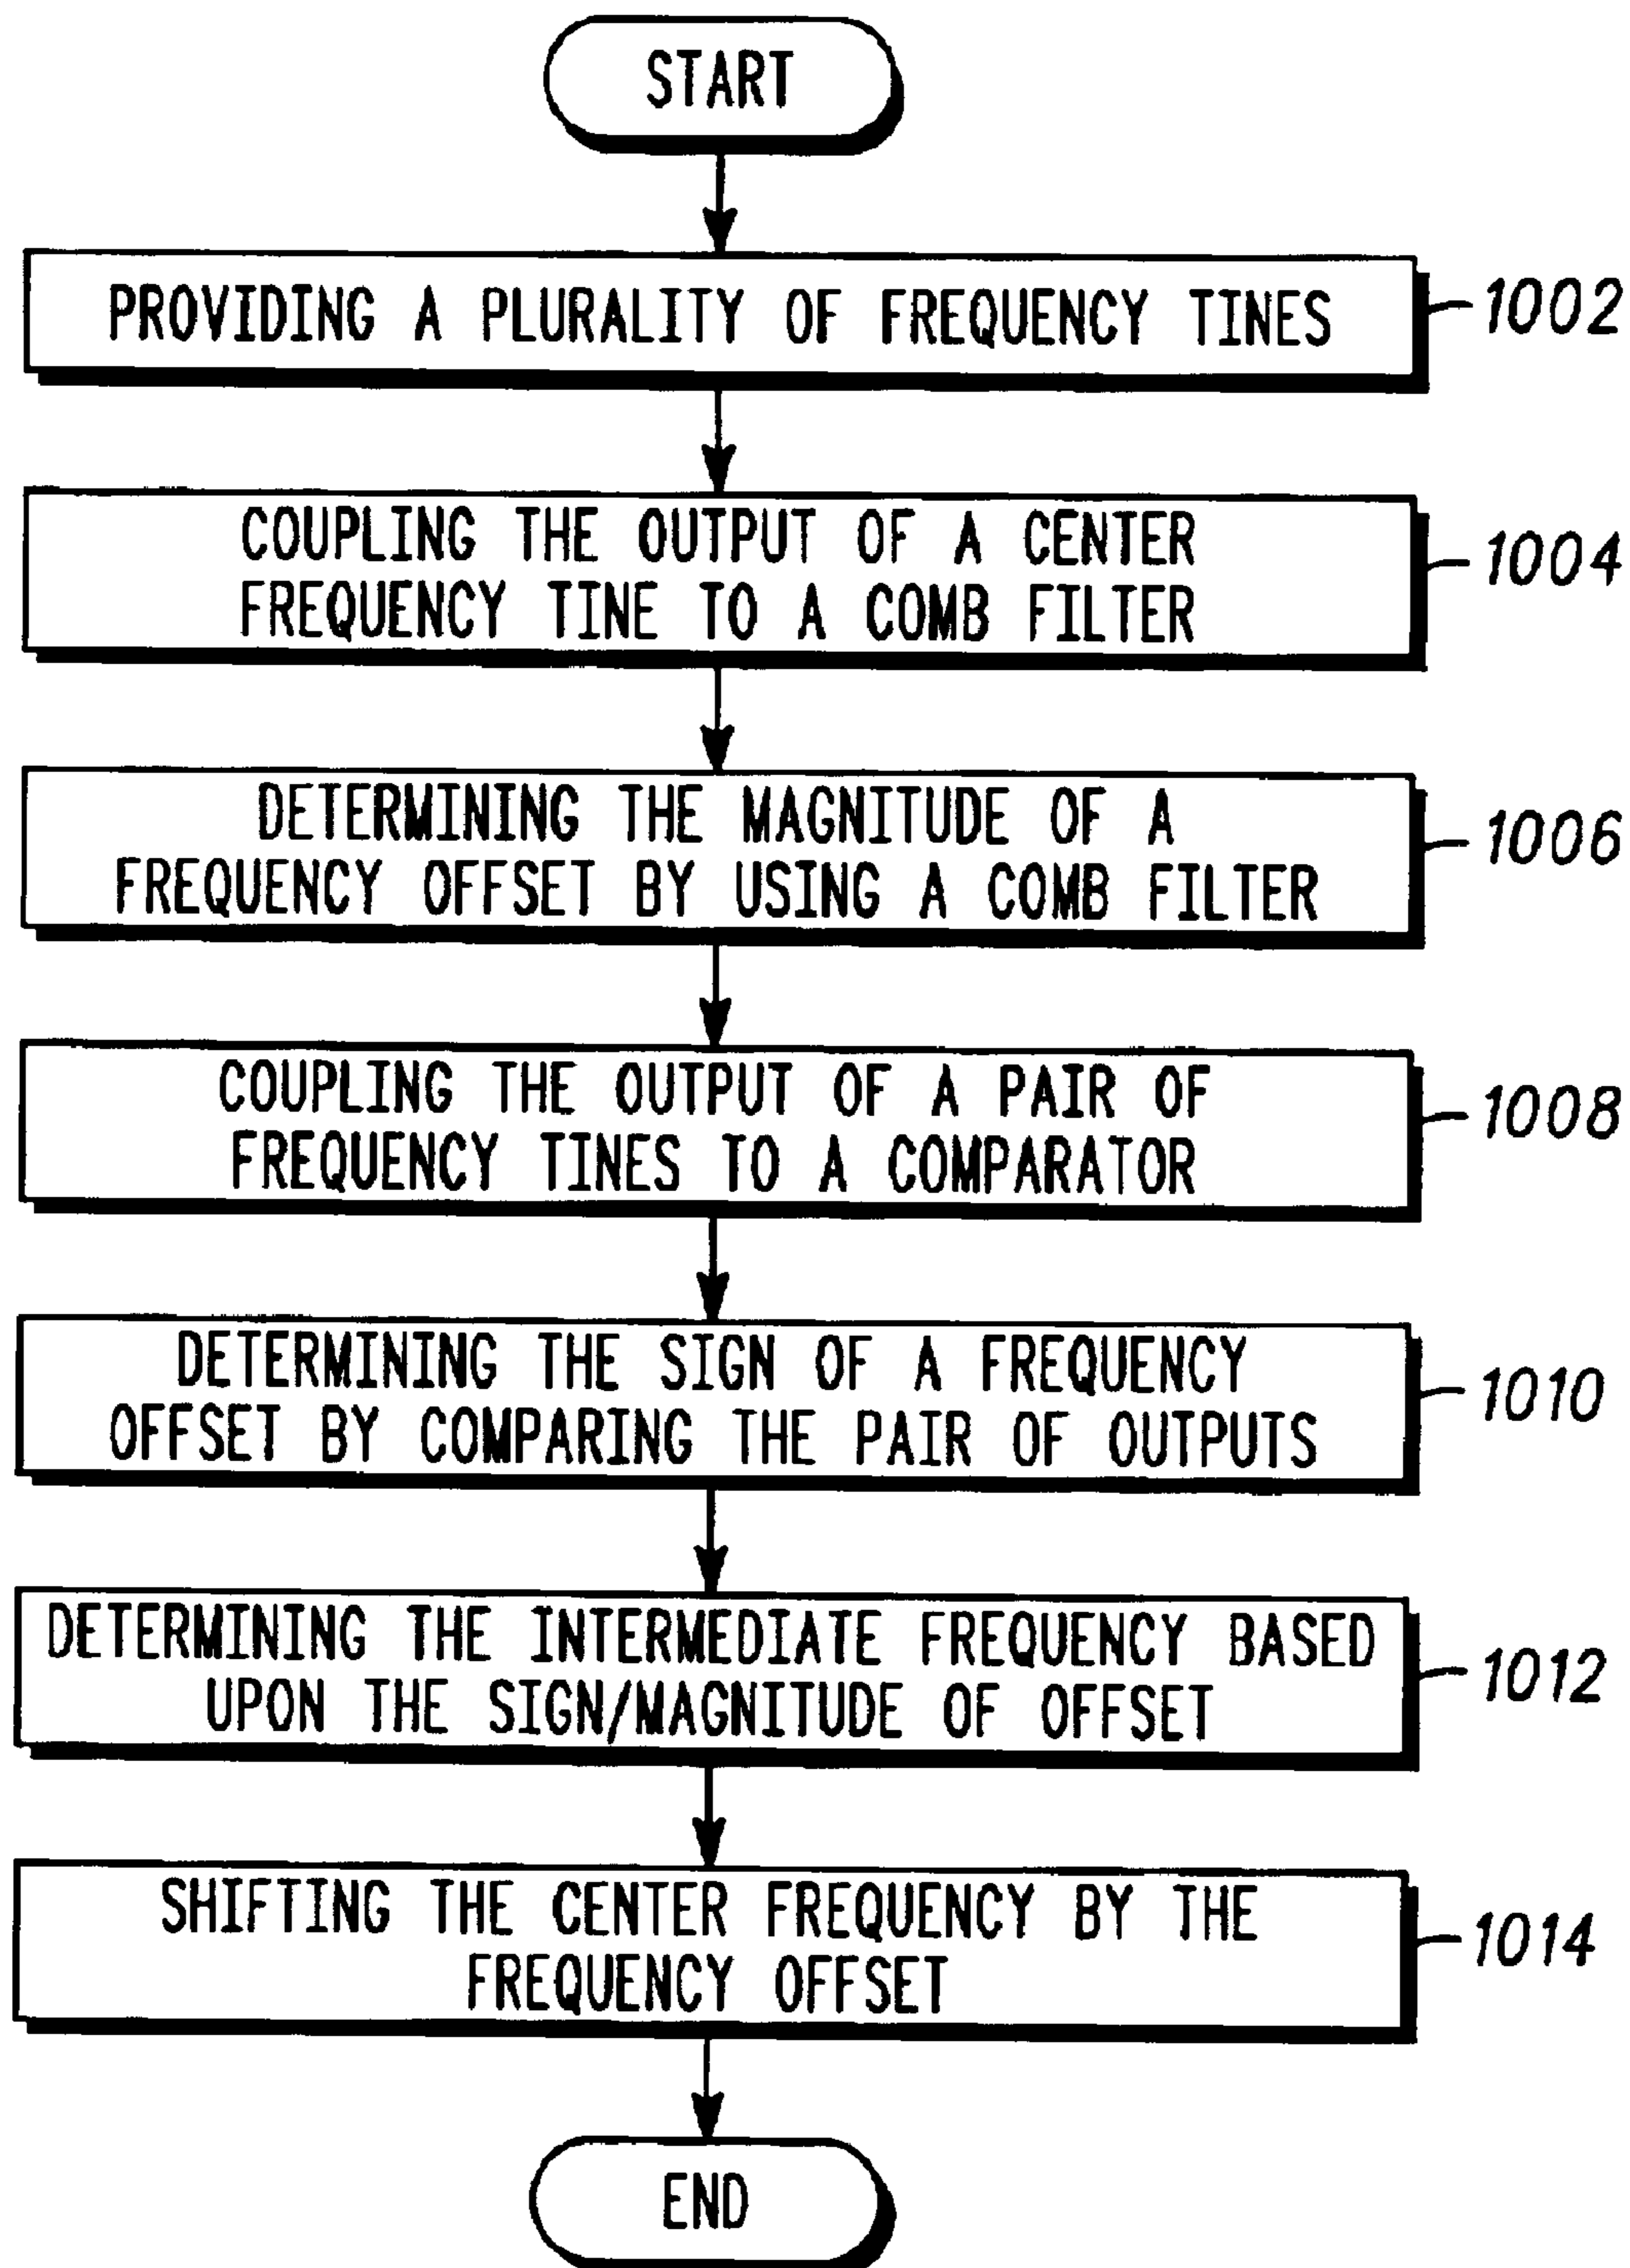 START
PROVIDING A PLURALITY OF FREQUENCY TINES
1002
COUPLING THE OUTPUT OF A CENTER
FREQUENCY TINE TO A COMB FILTER
1004
DETERMINING THE MAGNITUDE OF A
FREQUENCY OFFSET BY USING A COMB FILTER
1006
COUPLING THE OUTPUT OF A PAIR OF
FREQUENCY TINES TO A COMPARATOR
1008
DETERMINING THE SIGN OF A FREQUENCY
OFFSET BY COMPARING THE PAIR OF OUTPUTS
1010
DETERMINING THE INTERMEDIATE FREQUENCY BASED
UPON THE SIGN/MAGNITUDE OF OFFSET
1012
SHIFTING THE CENTER FREQUENCY BY THE
FREQUENCY OFFSET
1014
END